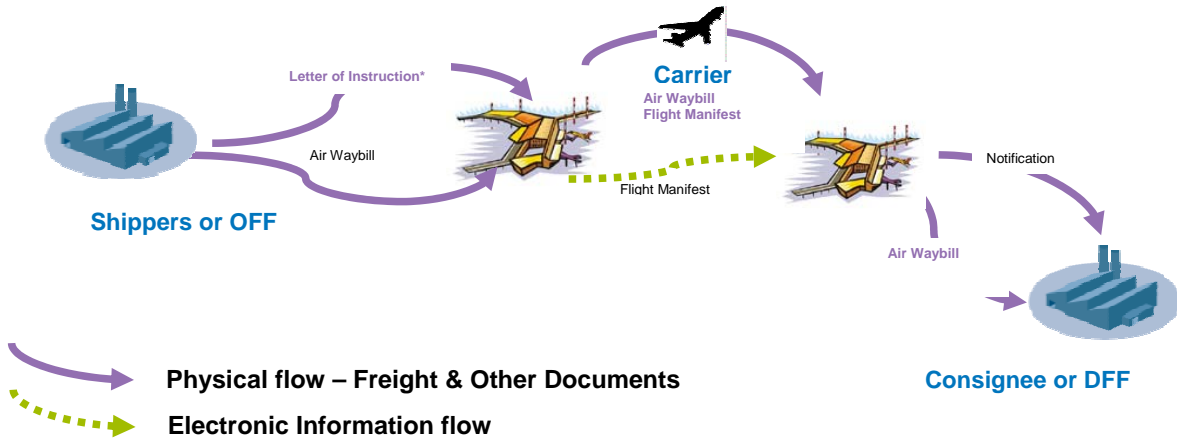 Letter of Instruction*
Carrier
Air Waybill
Flight Manifest
Air Waybill
Flight Manifest
Notification
Shippers or OFF
Air Waybill
Physical flow – Freight & Other Documents
Consignee or DFF
Electronic Information flow